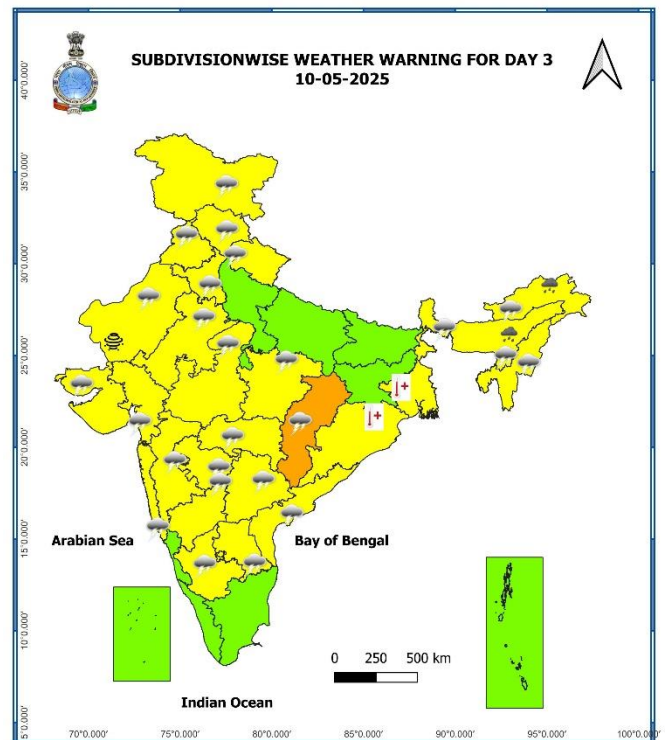 SUBDIVISIONWISE WEATHER WARNING FOR DAY 3
10-05-2025
40°0.000'
35°0.000'
30°0.000'
25°0.000'
20°0.000'
15°0.000'
10°0.000'
5°0.000'
Arabian Sea
Bay of Bengal
0 250 500 km
Indian Ocean
70°0.000' 75°0.000' 80°0.000' 85°0.000' 90°0.000' 95°0.000' 100°0.000'